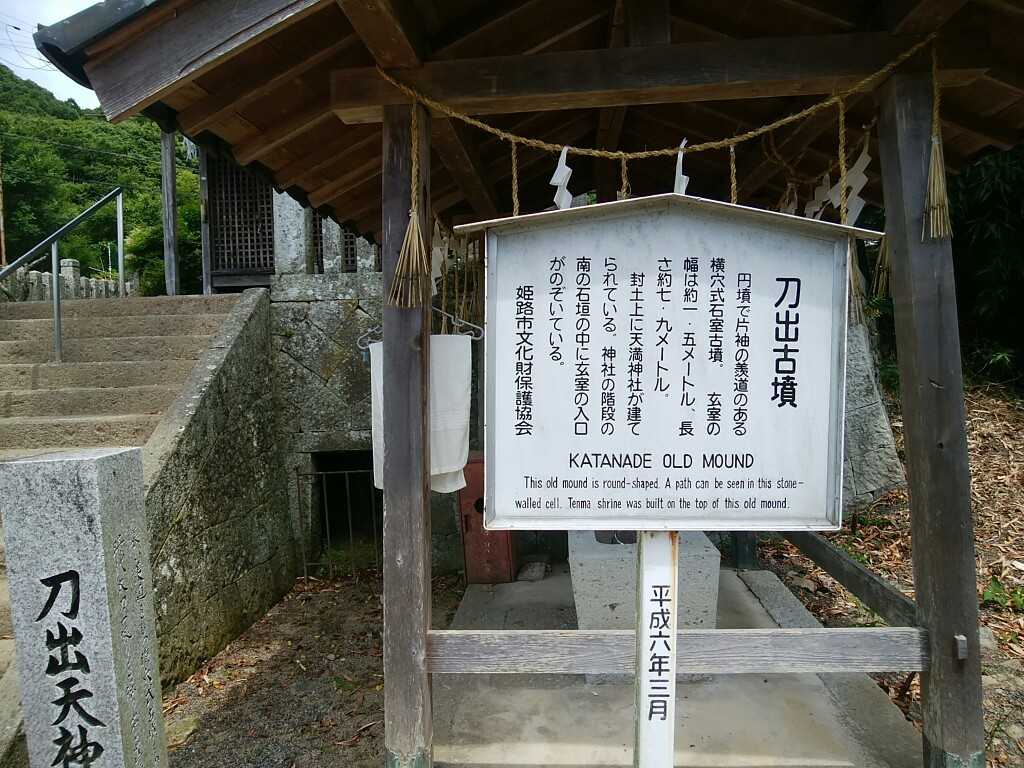 刀出古墳
円墳で片袖の羨道のある
横穴式石室古墳。　玄室の
幅は約一・五メートル、長
さ約七・九メートル。
封土上に天満神社が建て
られている。神社の階段の
南の石垣の中に玄室の入口
がのぞいている。
姫路市文化財保護協会
KATANADE OLD MOUND
This old mound is round-shaped. A path can be seen in this stone-
walled cell. Tenma shrine was built on the top of this old mound.
平成六年三月
刀出天神